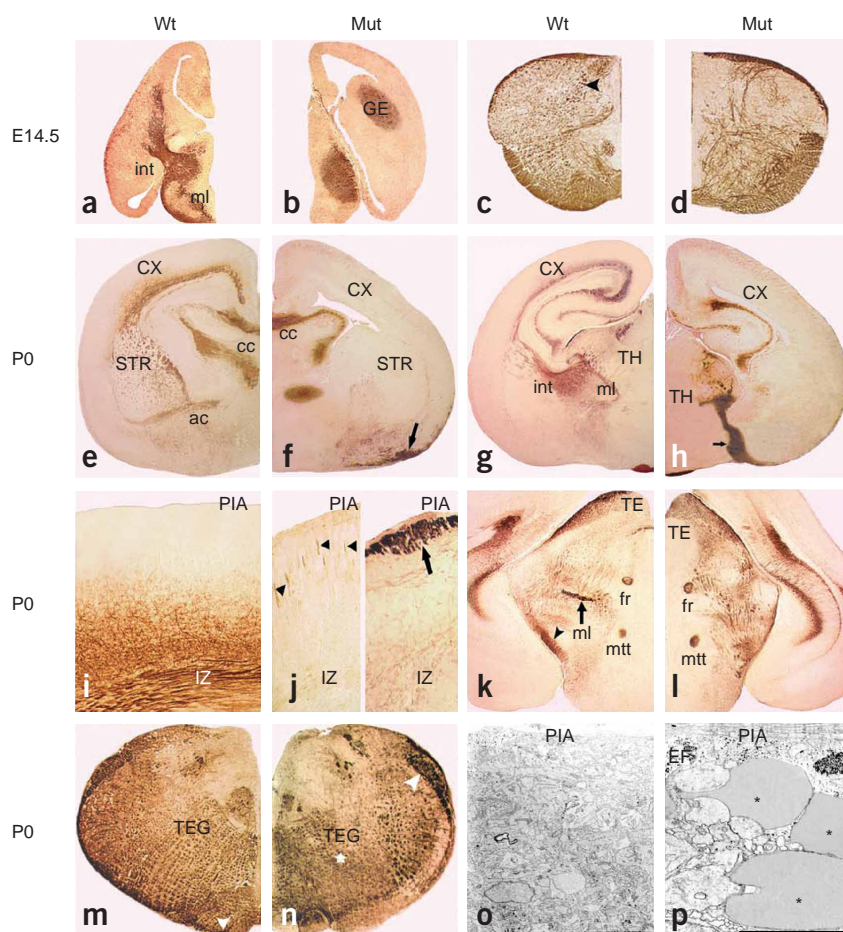 Wt Mut Wt Mut
E14.5
GE
int
ml
a b c d
P0
CX CX CX CX
cc
STR cc STR TH
int ml TH
ac
e f g h
P0
PIA PIA PIA TE
TE
fr fr
ml
mtt mtt
IZ IZ IZ
i j k l
P0
PIA PIA
EF
TEG TEG
*
*
*
m n o p